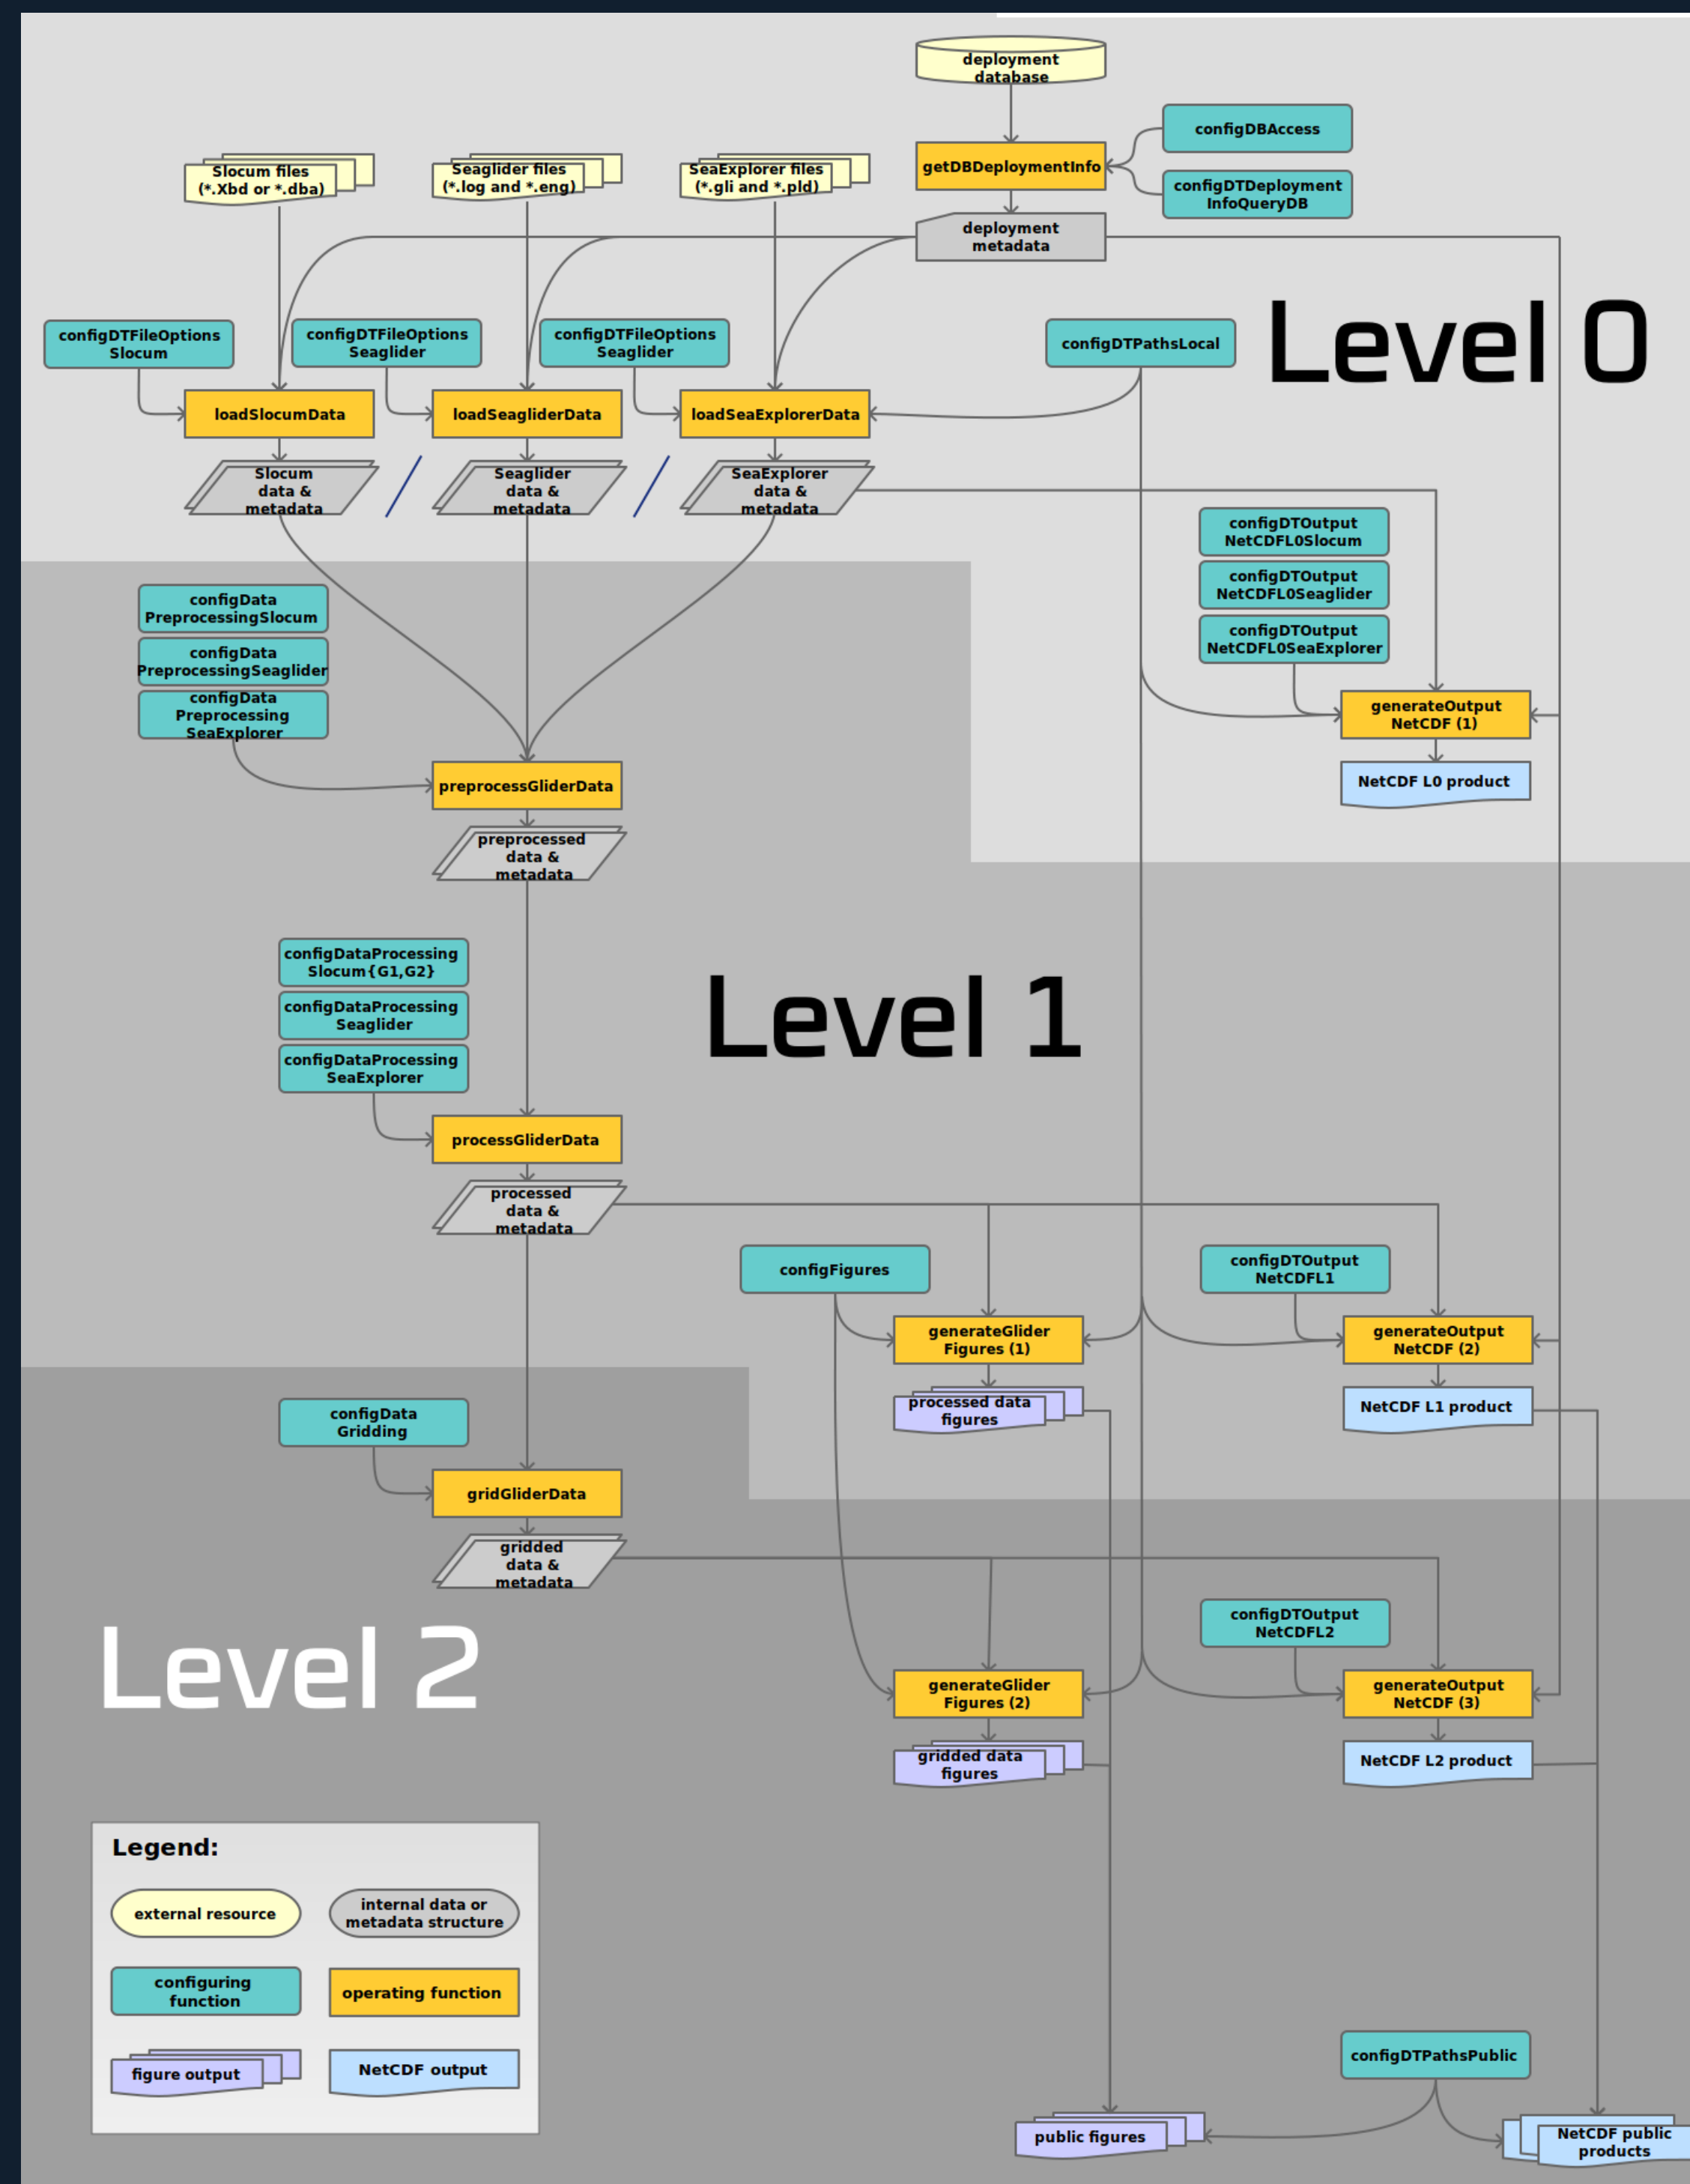 deployment
database
configDBAccess
getDBDeploymentInfo
configDTDeployment
InfoQueryDB
Slocum files
(*.Xbd or *.dba)
Seaglider files
(*.log and *.eng)
SeaExplorer files
(*.gli and *.pld)
deployment
metadata
Level 0
configDTFileOptions
Slocum
configDTFileOptions
Seaglider
configDTFileOptions
Seaglider
configDTPathsLocal
loadSlocumData
loadSeagliderData
loadSeaExplorerData
Slocum
data &
metadata
Seaglider
data &
metadata
SeaExplorer
data &
metadata
configDTOutput
NetCDFL0Slocum
configDTOutput
NetCDFL0Seaglider
configDTOutput
NetCDFL0SeaExplorer
configData
PreprocessingSlocum
configData
PreprocessingSeaglider
configData
Preprocessing
SeaExplorer
generateOutput
NetCDF (1)
NetCDF L0 product
preprocessGliderData
preprocessed
data &
metadata
configDataProcessing
Slocum{G1,G2}
configDataProcessing
Seaglider
configDataProcessing
SeaExplorer
Level 1
processGliderData
processed
data &
metadata
configFigures
configDTOutput
NetCDFL1
generateGlider
Figures (1)
generateOutput
NetCDF (2)
processed data
figures
NetCDF L1 product
configData
Gridding
gridGliderData
gridded
data &
metadata
Level 2
configDTOutput
NetCDFL2
generateGlider
Figures (2)
generateOutput
NetCDF (3)
gridded data
figures
NetCDF L2 product
Legend:
external resource
internal data or
metadata structure
configuring
function
operating function
figure output
NetCDF output
configDTPathsPublic
public figures
NetCDF public
products